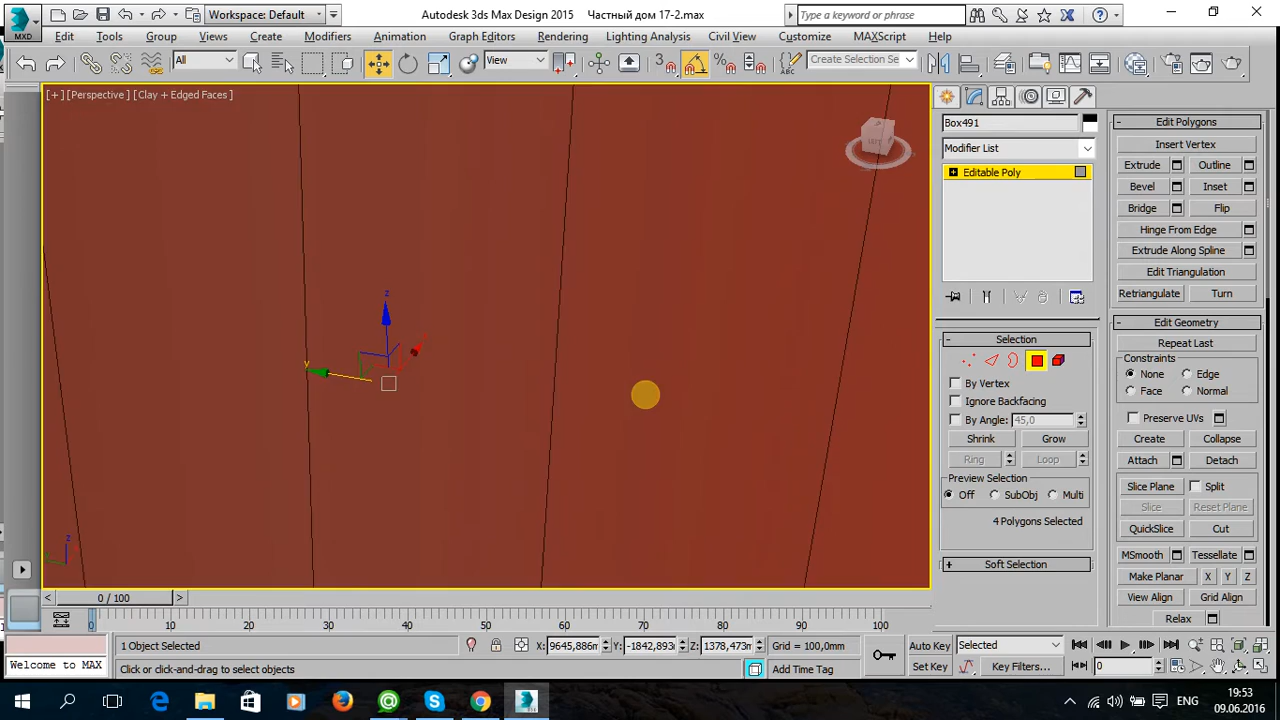 Workspace: Default
Autodesk 3ds Max Design 2015
Частный дом 17-2.max
Type a keyword or phrase
MXD
Edit
Tools
Group
Views
Create
Modifiers
Animation
Graph Editors
Rendering
Lighting Analysis
Civil View
Customize
MAXScript
Help
All
View
3
Create Selection Se
[+] [Perspective] [Clay + Edged Faces]
z
y
z
Box491
Modifier List
Editable Poly
Selection
By Vertex
Ignore Backfacing
By Angle: 45,0
Shrink
Grow
Ring
Loop
Preview Selection
Off
SubObj
Multi
4 Polygons Selected
Soft Selection
Edit Polygons
Insert Vertex
Extrude
Outline
Bevel
Inset
Bridge
Flip
Hinge From Edge
Extrude Along Spline
Edit Triangulation
Retriangulate
Turn
Edit Geometry
Repeat Last
Constraints
None
Edge
Face
Normal
Preserve UVs
Create
Collapse
Attach
Detach
Slice Plane
Split
Slice
Reset Plane
QuickSlice
Cut
MSmooth
Tessellate
Make Planar
X
Y
Z
View Align
Grid Align
Relax
0 / 100
0
10
20
30
40
50
60
70
80
90
100
1 Object Selected
X: 9645,886m
Y: -1842,893
Z: 1378,473m
Grid = 100,0mm
Auto Key
Selected
Welcome to MAX
Click or click-and-drag to select objects
Add Time Tag
Set Key
Key Filters...
0
ENG
19:53
09.06.2016